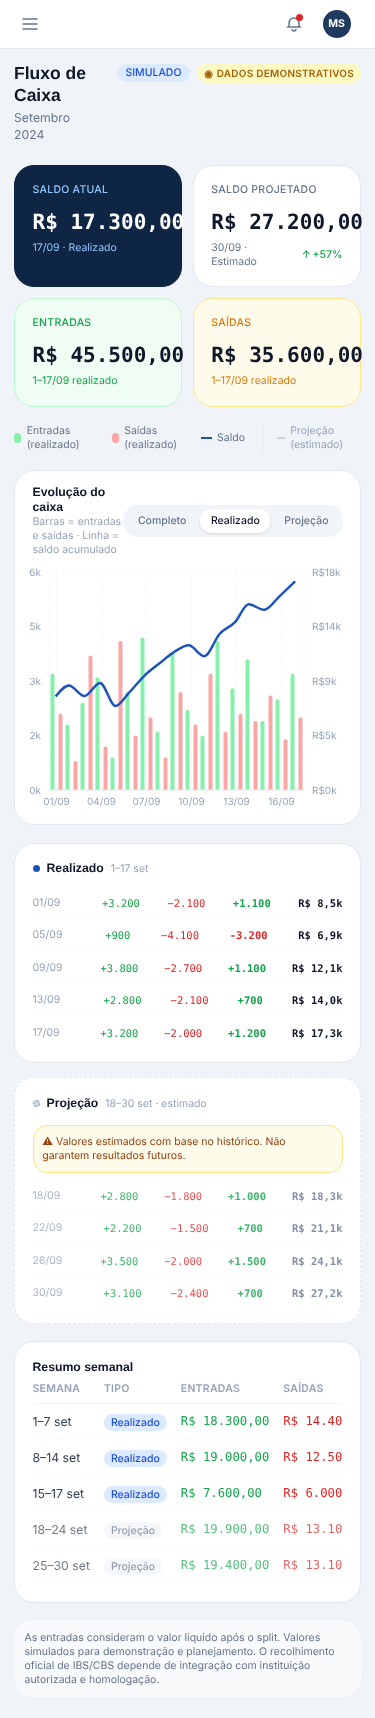 MS
Fluxo de
Caixa
SIMULADO
◉ DADOS DEMONSTRATIVOS
Setembro
2024
SALDO ATUAL
R$ 17.300,00
17/09 · Realizado
SALDO PROJETADO
R$ 27.200,00
30/09 ·
Estimado
↑ +57%
ENTRADAS
R$ 45.500,00
1–17/09 realizado
SAÍDAS
R$ 35.600,00
1–17/09 realizado
Entradas
(realizado)
Saídas
(realizado)
Saldo
Projeção
(estimado)
Evolução do
caixa
Barras = entradas
e saídas · Linha =
saldo acumulado
Completo Realizado Projeção
6k R$18k
5k R$14k
3k R$9k
2k R$5k
0k R$0k
01/09 04/09 07/09 10/09 13/09 16/09
Realizado 1–17 set
01/09 +3.200 −2.100 +1.100 R$ 8,5k
05/09 +900 −4.100 -3.200 R$ 6,9k
09/09 +3.800 −2.700 +1.100 R$ 12,1k
13/09 +2.800 −2.100 +700 R$ 14,0k
17/09 +3.200 −2.000 +1.200 R$ 17,3k
Projeção 18–30 set · estimado
⚠ Valores estimados com base no histórico. Não
garantem resultados futuros.
18/09 +2.800 −1.800 +1.000 R$ 18,3k
22/09 +2.200 −1.500 +700 R$ 21,1k
26/09 +3.500 −2.000 +1.500 R$ 24,1k
30/09 +3.100 −2.400 +700 R$ 27,2k
Resumo semanal
SEMANA TIPO ENTRADAS SAÍDAS
1–7 set Realizado R$ 18.300,00 R$ 14.40
8–14 set Realizado R$ 19.000,00 R$ 12.50
15–17 set Realizado R$ 7.600,00 R$ 6.000
18–24 set Projeção R$ 19.900,00 R$ 13.10
25–30 set Projeção R$ 19.400,00 R$ 13.10
As entradas consideram o valor líquido após o split. Valores
simulados para demonstração e planejamento. O recolhimento
oficial de IBS/CBS depende de integração com instituição
autorizada e homologação.